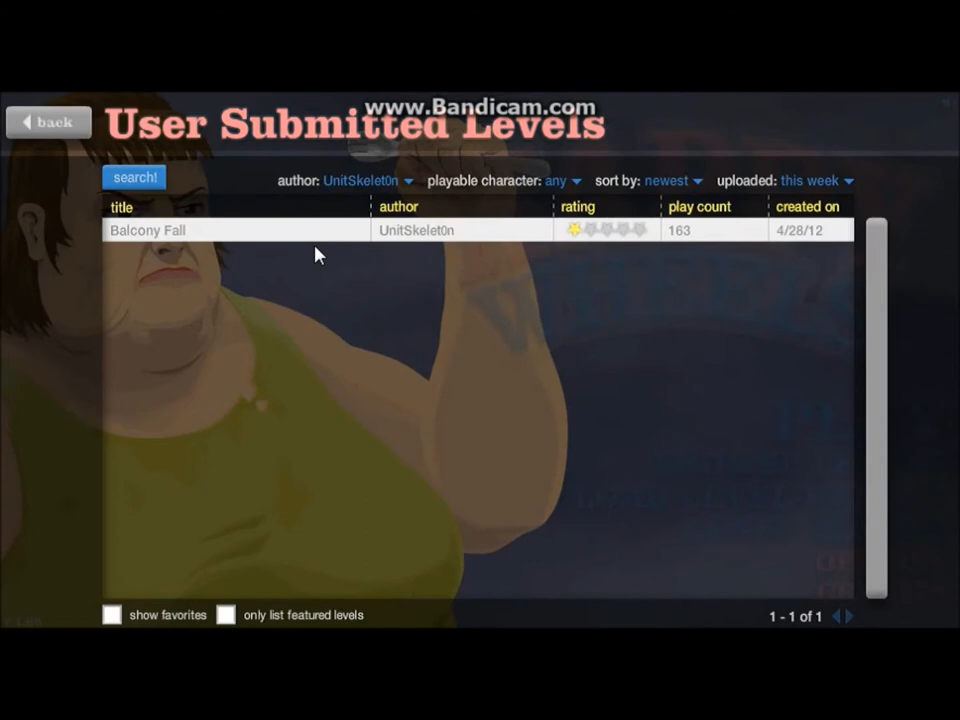 www.Bandicam.com
back
User Submitted Levels
search!
author: UnitSkelet0n playable character: any sort by: newest uploaded: this week
title author rating play count created on
Balcony Fall UnitSkelet0n 163 4/28/12
WHEELS
show favorites only list featured levels 1 - 1 of 1